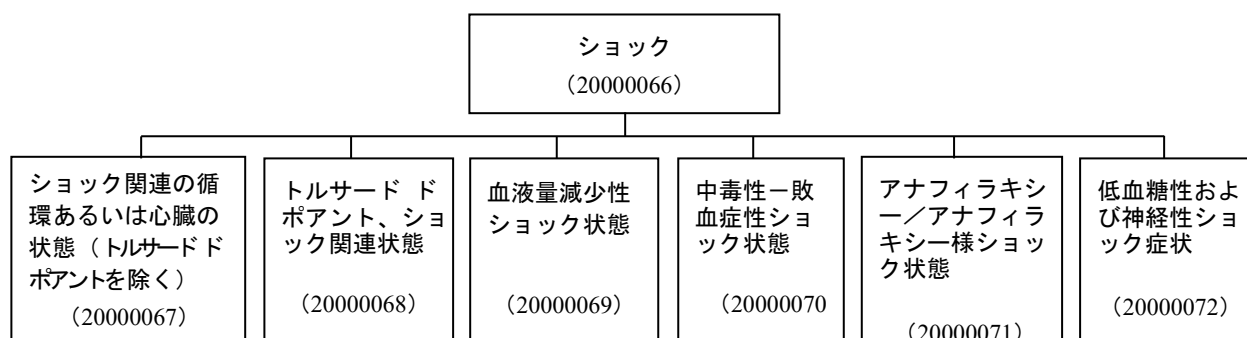 ショック
（20000066）
ショック関連の循
環あるいは心臓の
状態（トルサード ド
ポアントを除く）
（20000067）
トルサード ド
ポアント、ショ
ック関連状態
（20000068）
血液量減少性
ショック状態
（20000069）
中毒性－敗
血症性ショ
ック状態
（20000070
アナフィラキシ
ー／アナフィラ
キシー様ショッ
ク状態
（20000071）
低血糖性およ
び神経性ショ
ック症状
（20000072）